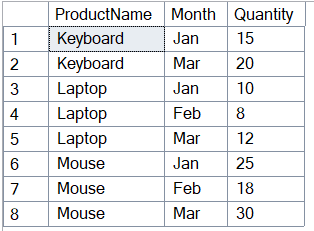 ProductName Month Quantity
1 Keyboard Jan 15
2 Keyboard Mar 20
3 Laptop Jan 10
4 Laptop Feb 8
5 Laptop Mar 12
6 Mouse Jan 25
7 Mouse Feb 18
8 Mouse Mar 30